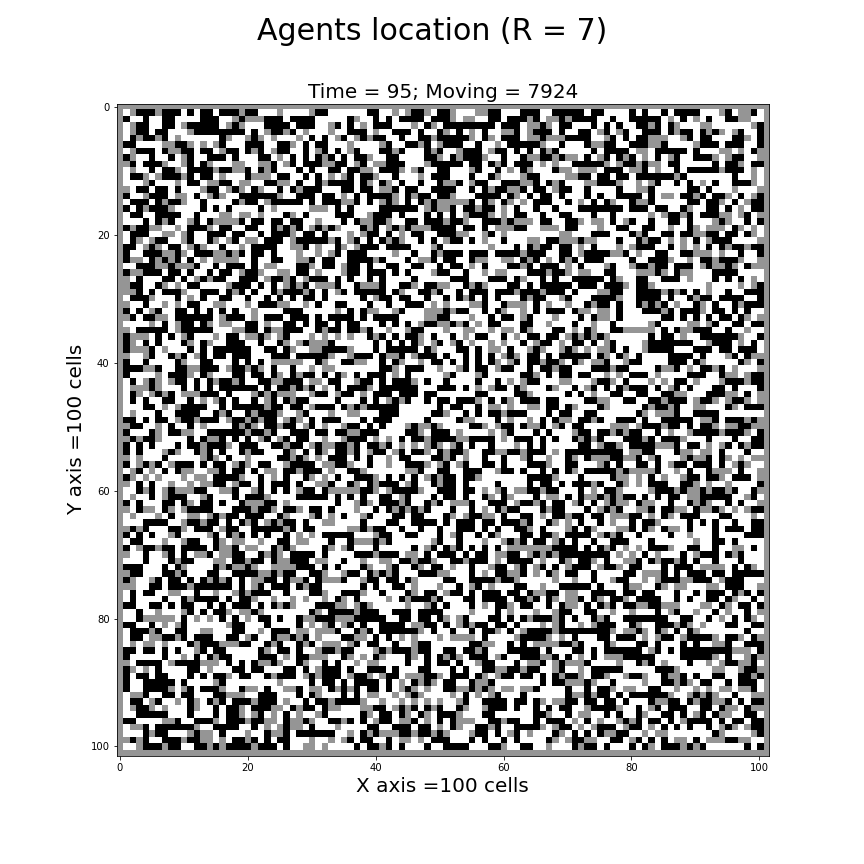 Agents location (R = 7)
Time = 95; Moving = 7924
0
20
40
60
80
100
Y axis =100 cells
0 20 40 60 80 100
X axis =100 cells